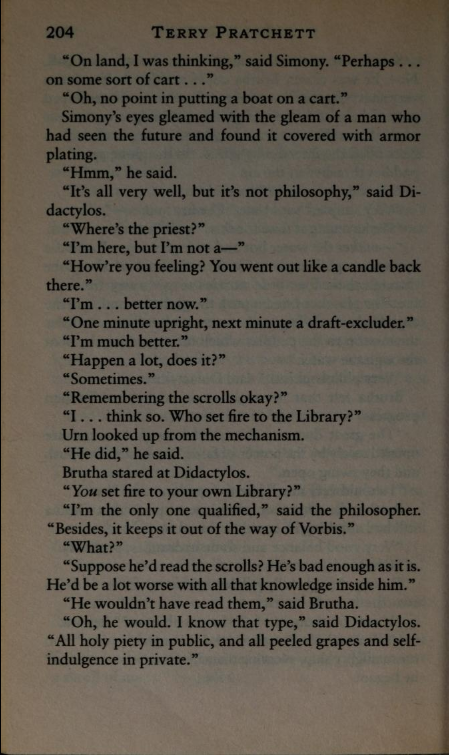 204 TERRY PRATCHETT
“On land, I was thinking,” said Simony. “Perhaps . . .
on some sort of cart . . .”
“Oh, no point in putting a boat on a cart.”
Simony’s eyes gleamed with the gleam of a man who
had seen the future and found it covered with armor
plating.
“Hmm,” he said.
“It’s all very well, but it’s not philosophy,” said Di-
dactylos.
“Where’s the priest?”
“I’m here, but I’m not a—”
“How’re you feeling? You went out like a candle back
there.”
“I’m . . . better now.”
“One minute upright, next minute a draft-excluder.”
“I’m much better.”
“Happen a lot, does it?”
“Sometimes.”
“Remembering the scrolls okay?”
“I . . . think so. Who set fire to the Library?”
Urn looked up from the mechanism.
“He did,” he said.
Brutha stared at Didactylos.
“You set fire to your own Library?”
“I’m the only one qualified,” said the philosopher.
“Besides, it keeps it out of the way of Vorbis.”
“What?”
“Suppose he’d read the scrolls? He’s bad enough as it is.
He’d be a lot worse with all that knowledge inside him.”
“He wouldn’t have read them,” said Brutha.
“Oh, he would. I know that type,” said Didactylos.
“All holy piety in public, and all peeled grapes and self-
indulgence in private.”